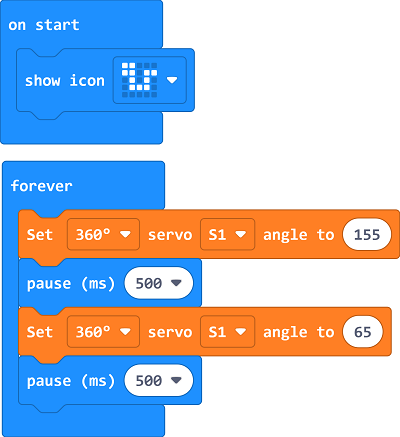 on start
show icon
forever
Set 360° servo S1 angle to 155
pause (ms) 500
Set 360° servo S1 angle to 65
pause (ms) 500